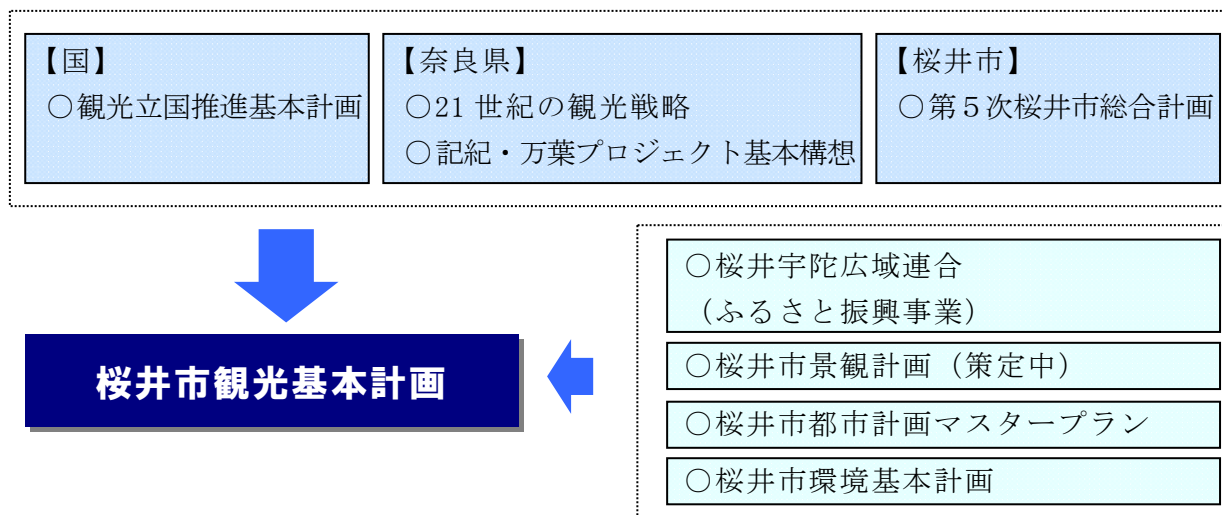 【国】
○観光立国推進基本計画
【奈良県】
○21 世紀の観光戦略
○記紀・万葉プロジェクト基本構想
【桜井市】
○第５次桜井市総合計画
桜井市観光基本計画
○桜井宇陀広域連合
（ふるさと振興事業）
○桜井市景観計画（策定中）
○桜井市都市計画マスタープラン
○桜井市環境基本計画